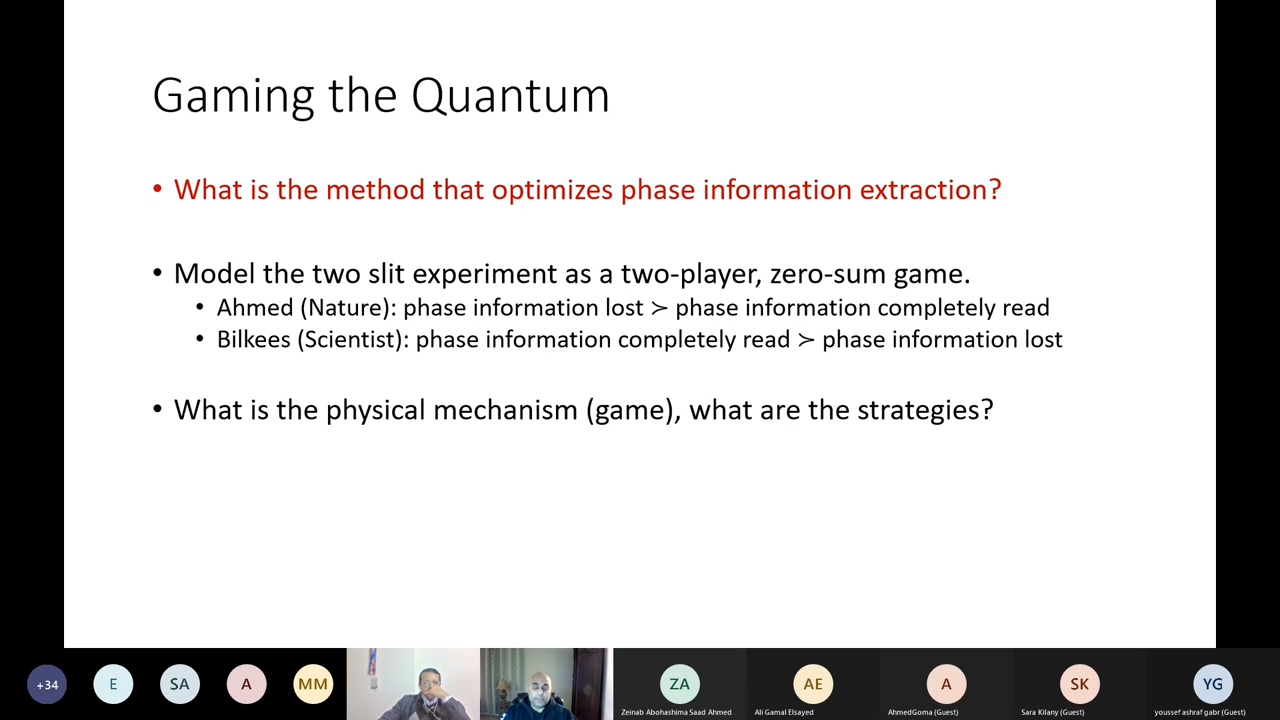 Gaming the Quantum
• What is the method that optimizes phase information extraction?
• Model the two slit experiment as a two-player, zero-sum game.
• Ahmed (Nature): phase information lost ≻ phase information completely read
• Bilkees (Scientist): phase information completely read ≻ phase information lost
• What is the physical mechanism (game), what are the strategies?
+34 E SA A MM ZA AE A SK YG
Zeinab Abohashima Saad Ahmed Ali Gamal Elsayed AhmedGoma (Guest) Sara Kilany (Guest) youssef ashraf gabr (Guest)